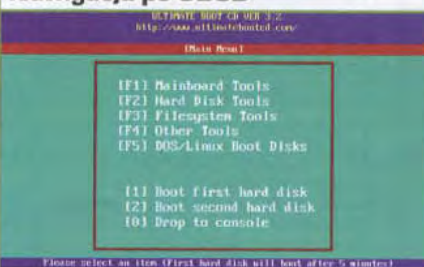 ULTIMATE BOOT CD VER 3.2
http://www.ultimatebootcd.com/
[Main Menu]
[F1] Mainboard Tools
[F2] Hard Disk Tools
[F3] Filesystem Tools
[F4] Other Tools
[F5] DOS/Linux Boot Disks
[1] Boot first hard disk
[2] Boot second hard disk
[0] Drop to console
Please select an item (First hard disk will boot after 5 minutes)